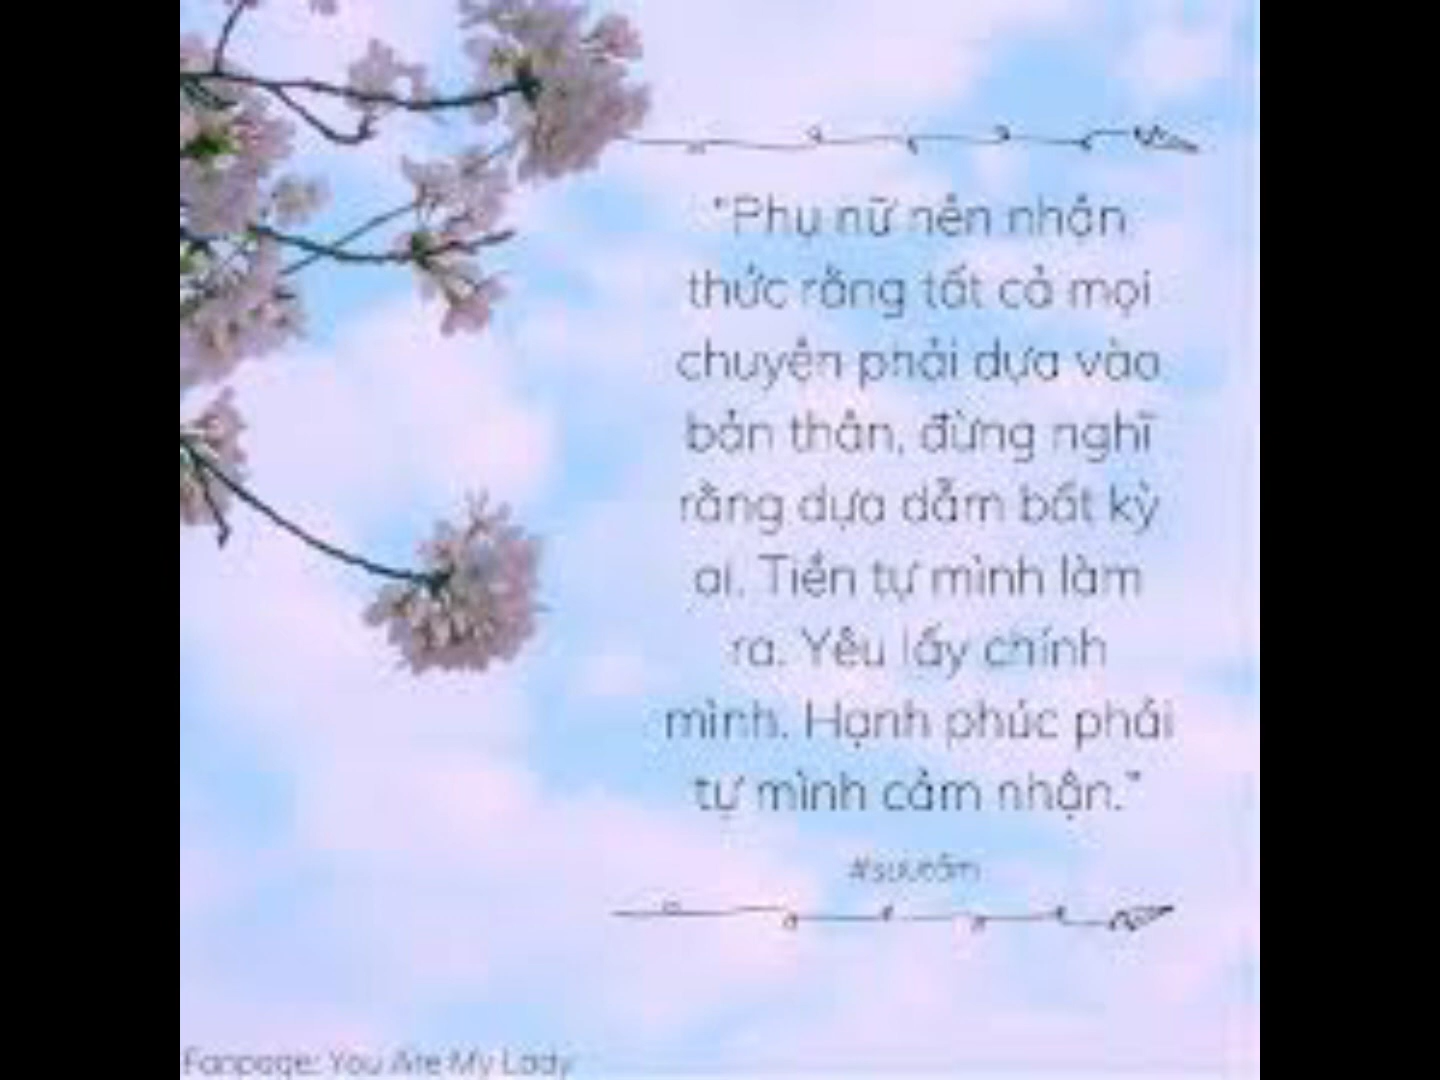 "Phụ nữ nên nhận
thức rằng tất cả mọi
chuyện phải dựa vào
bản thân, đừng nghĩ
rằng dựa dẫm bất kỳ
ai. Tiền tự mình làm
ra. Yêu lấy chính
mình. Hạnh phúc phải
tự mình cảm nhận."
#sưutầm
Fanpage: You Are My Lady